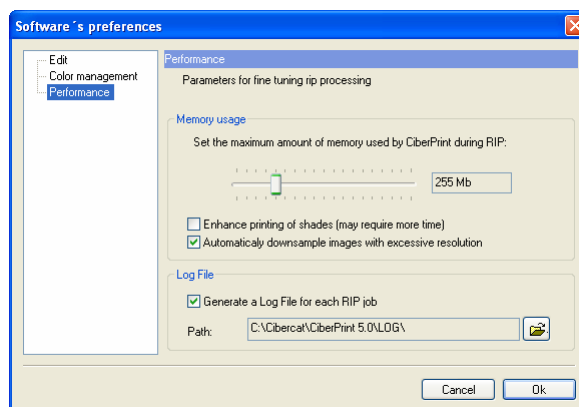 Software´s preferences
Edit
Color management
Performance
Performance
Parameters for fine tuning rip processing
Memory usage
Set the maximum amount of memory used by CiberPrint during RIP:
255 Mb
Enhance printing of shades (may require more time)
Automaticaly downsample images with excessive resolution
Log File
Generate a Log File for each RIP job
Path: C:\Cibercat\CiberPrint 5.0\LOG\
Cancel Ok